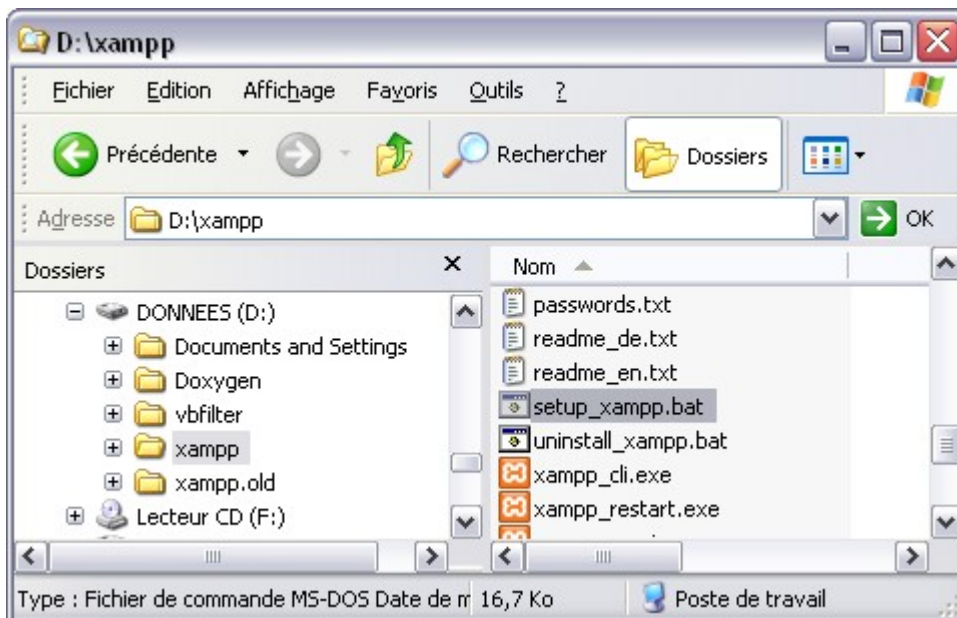 D:\xampp
Fichier Edition Affichage Favoris Outils ?
Précédente Rechercher Dossiers
Adresse D:\xampp OK
Dossiers
DONNEES (D:)
Documents and Settings
Doxygen
vbfilter
xampp
xampp.old
Lecteur CD (F:)
Nom
passwords.txt
readme_de.txt
readme_en.txt
setup_xampp.bat
uninstall_xampp.bat
xampp_cli.exe
xampp_restart.exe
Type : Fichier de commande MS-DOS Date de m 16,7 Ko Poste de travail